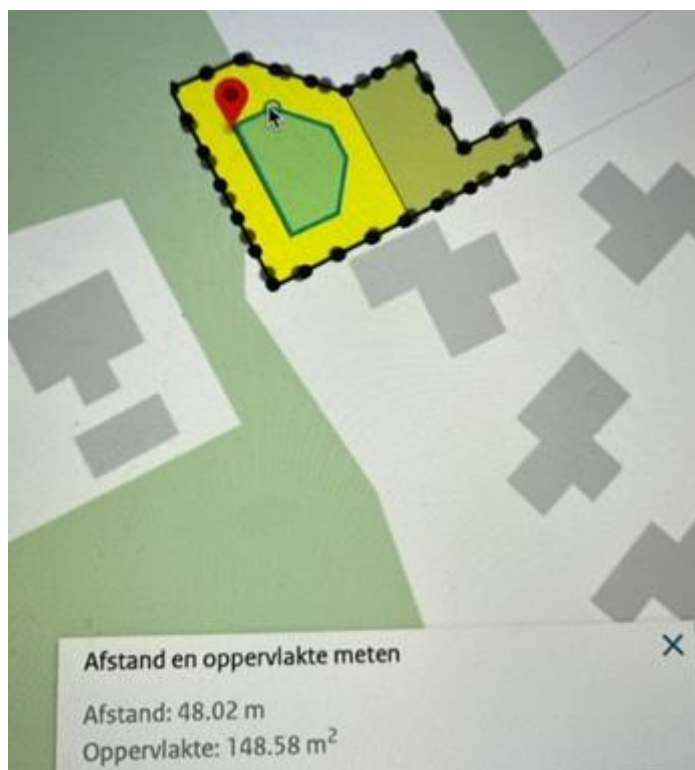 Afstand en oppervlakte meten
Afstand: 48.02 m
Oppervlakte: 148.58 m²